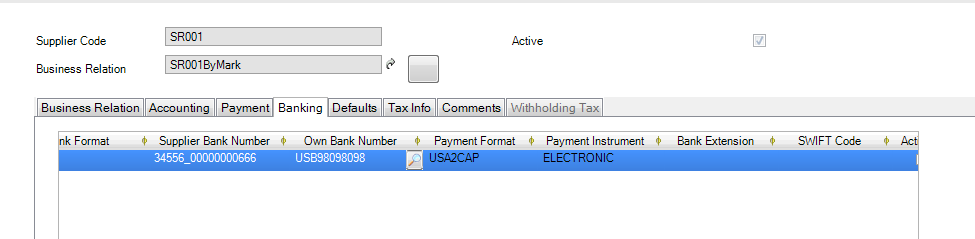 Supplier Code SR001 Active
Business Relation SR001ByMark
Business Relation Accounting Payment Banking Defaults Tax Info Comments Withholding Tax
nk Format Supplier Bank Number Own Bank Number Payment Format Payment Instrument Bank Extension SWIFT Code Act
34556_00000000666 USB98098098 USA2CAP ELECTRONIC